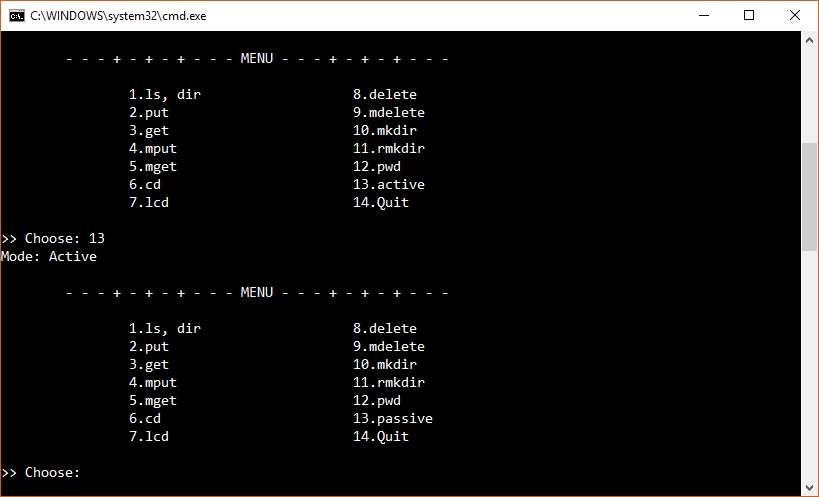 C:\WINDOWS\system32\cmd.exe
- - - + - + - + - - - MENU - - - + - + - + - - -
1.ls, dir 8.delete
2.put 9.mdelete
3.get 10.mkdir
4.mput 11.rmkdir
5.mget 12.pwd
6.cd 13.active
7.lcd 14.Quit
>> Choose: 13
Mode: Active
- - - + - + - + - - - MENU - - - + - + - + - - -
1.ls, dir 8.delete
2.put 9.mdelete
3.get 10.mkdir
4.mput 11.rmkdir
5.mget 12.pwd
6.cd 13.passive
7.lcd 14.Quit
>> Choose: